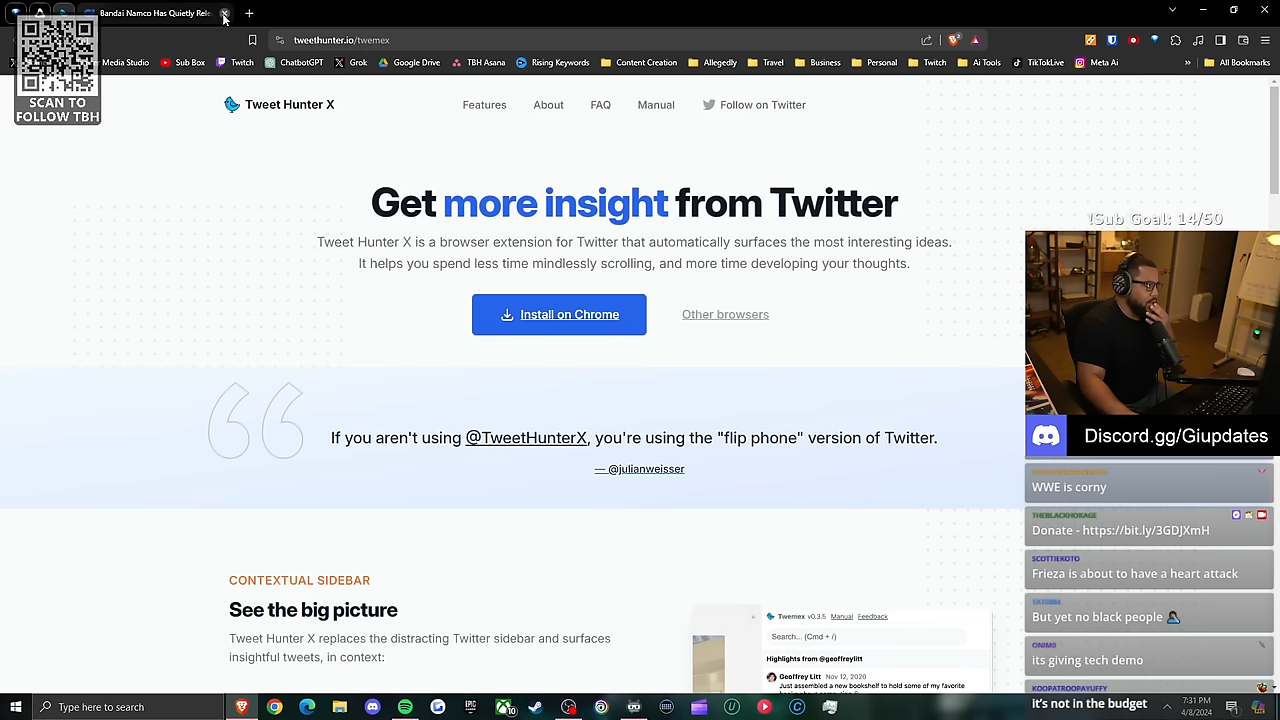 Bandai Namco Has Quietly Rele
tweethunter.io/twemex
2
Media Studio
Sub Box
Twitch
ChatbotGPT
Grok
Google Drive
TBH Asana
Rising Keywords
Content Creation
Allegedly
Travel
Business
Personal
Twitch
Ai Tools
TikTokLive
Meta Ai
»
All Bookmarks
SCAN TO
FOLLOW TBH
Tweet Hunter X
Features
About
FAQ
Manual
Follow on Twitter
Get more insight from Twitter
Tweet Hunter X is a browser extension for Twitter that automatically surfaces the most interesting ideas.
It helps you spend less time mindlessly scrolling, and more time developing your thoughts.
Install on Chrome
Other browsers
!Sub Goal: 14/50
If you aren't using @TweetHunterX, you're using the "flip phone" version of Twitter.
— @julianweisser
Discord.gg/Giupdates
WWE is corny
THEBLACKHOKAGE
Donate - https://bit.ly/3GDJXmH
SCOTTIEKOTO
Frieza is about to have a heart attack
But yet no black people
ONIM0
its giving tech demo
KOOPATROOPAYUFFY
it's not in the budget
CONTEXTUAL SIDEBAR
See the big picture
Tweet Hunter X replaces the distracting Twitter sidebar and surfaces
insightful tweets, in context:
Twemex v0.3.5 Manual Feedback
Search... (Cmd + /)
Highlights from @geoffreylitt
Geoffrey Litt Nov 12, 2020
Just assembled a new bookshelf to hold some of my favorite
Type here to search
EPIC
10
7:31 PM
4/8/2024